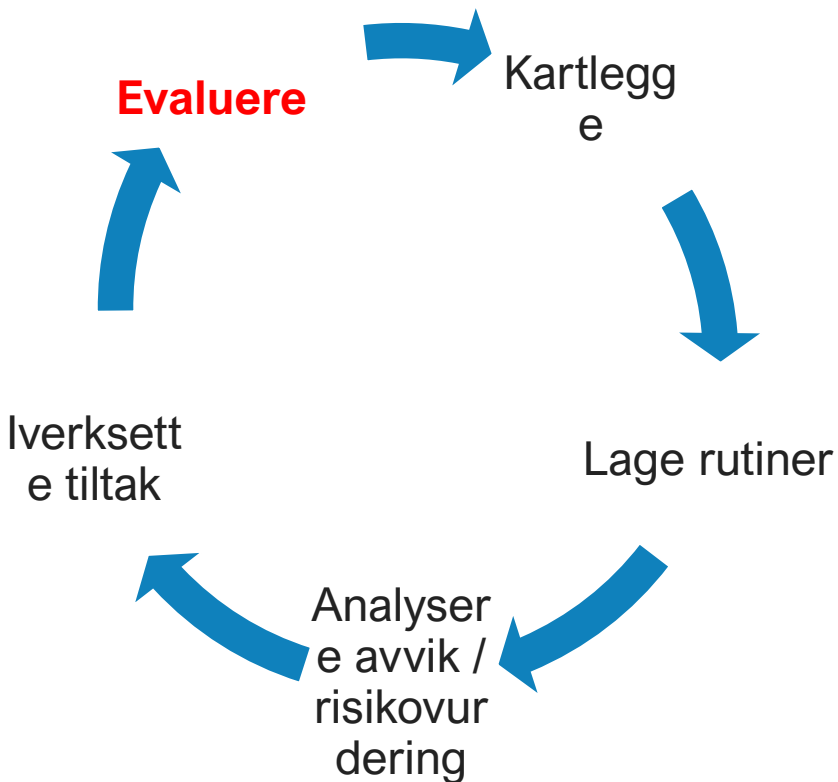 Evaluere
Kartlegg
e
Lage rutiner
Analyser
e avvik /
risikovur
dering
Iverksett
e tiltak